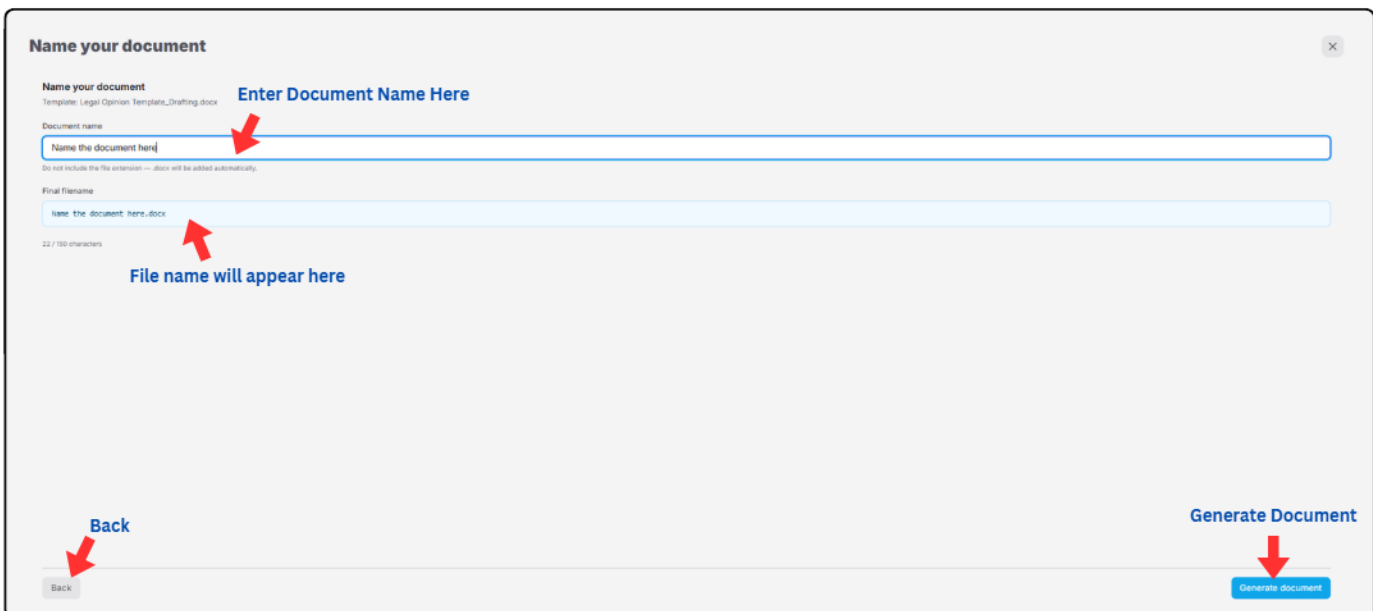 Name your document
×
Name your document
Template: Legal Opinion Template_Drafting.docx
Enter Document Name Here
Document name
Name the document here
Do not include the file extension — .docx will be added automatically.
Final filename
Name the document here.docx
22 / 150 characters
File name will appear here
Back
Generate Document
Back
Generate document